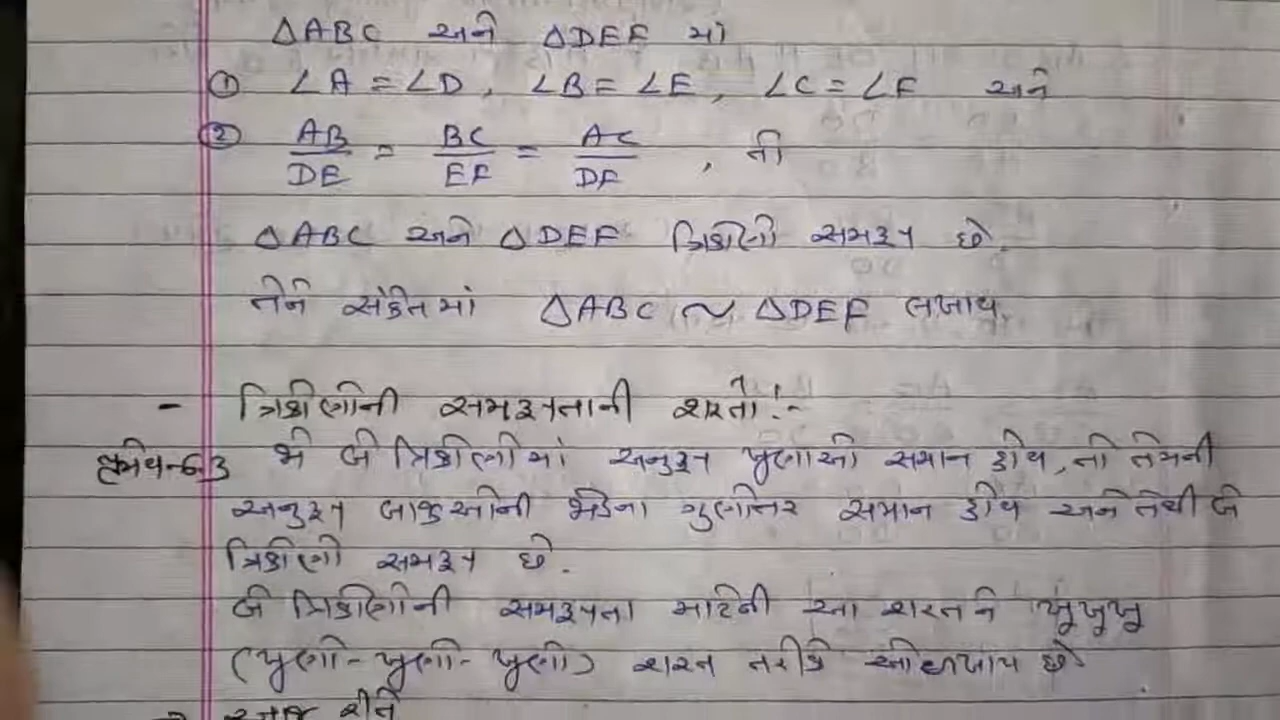 △ABC અને △DEF માં
① ∠A = ∠D, ∠B = ∠E, ∠C = ∠F અને
② AB/DE = BC/EF = AC/DF , તો
△ABC અને △DEF ત્રિકોણો સમરૂપ છે.
તેને સંકેતમાં △ABC ~ △DEF લખાય.
- ત્રિકોણોની સમરૂપતાની શરતો :-
પ્રમેય-6.3 જો બે ત્રિકોણોમાં અનુરૂપ ખૂણાઓ સમાન હોય, તો તેમની
અનુરૂપ બાજુઓની જોડના ગુણોત્તર સમાન હોય અને તેથી બે
ત્રિકોણો સમરૂપ છે.
બે ત્રિકોણોની સમરૂપતા માટેની આ શરતને ખૂખૂખૂ
(ખૂણો-ખૂણો-ખૂણો) શરત તરીકે ઓળખાય છે